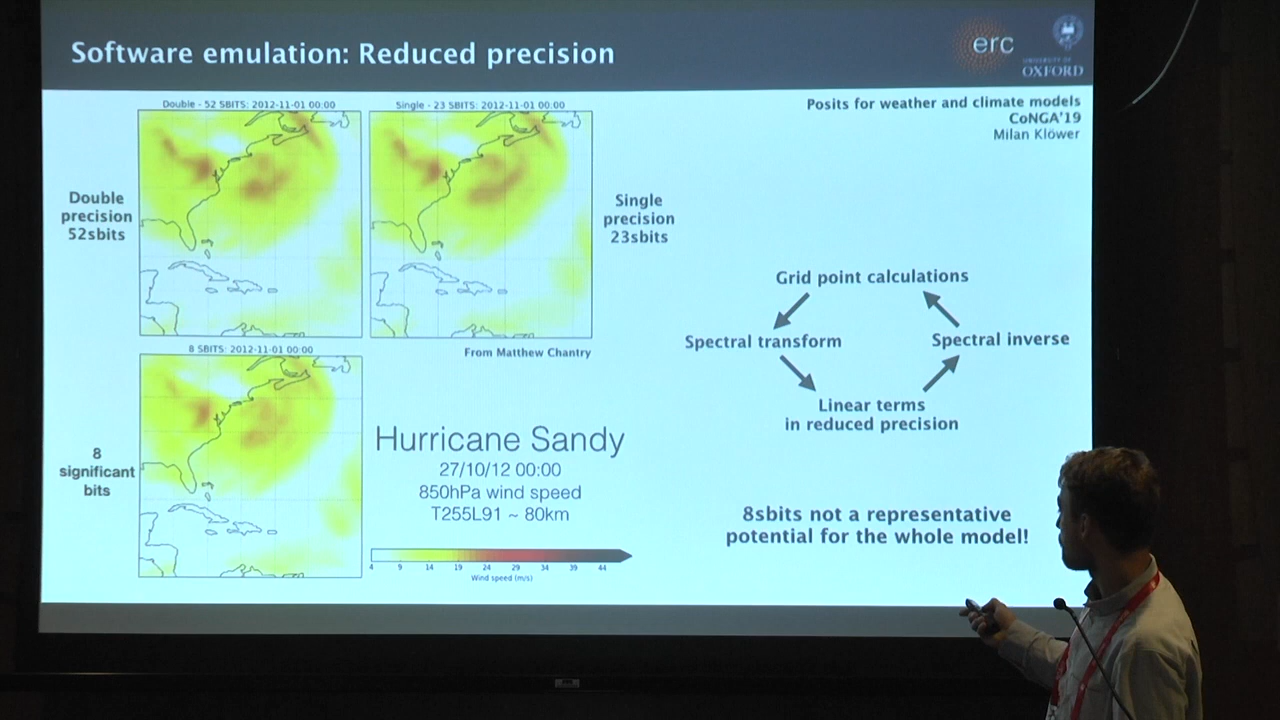 Software emulation: Reduced precision
erc
UNIVERSITY OF
OXFORD
Posits for weather and climate models
CoNGA'19
Milan Klöwer
Double - 52 SBITS: 2012-11-01 00:00
Single - 23 SBITS: 2012-11-01 00:00
Double
precision
52sbits
Single
precision
23sbits
8 SBITS: 2012-11-01 00:00
From Matthew Chantry
8
significant
bits
Hurricane Sandy
27/10/12 00:00
850hPa wind speed
T255L91 ~ 80km
4 9 14 19 24 29 34 39 44
Wind speed (m/s)
Grid point calculations
Spectral transform
Spectral inverse
Linear terms
in reduced precision
8sbits not a representative
potential for the whole model!